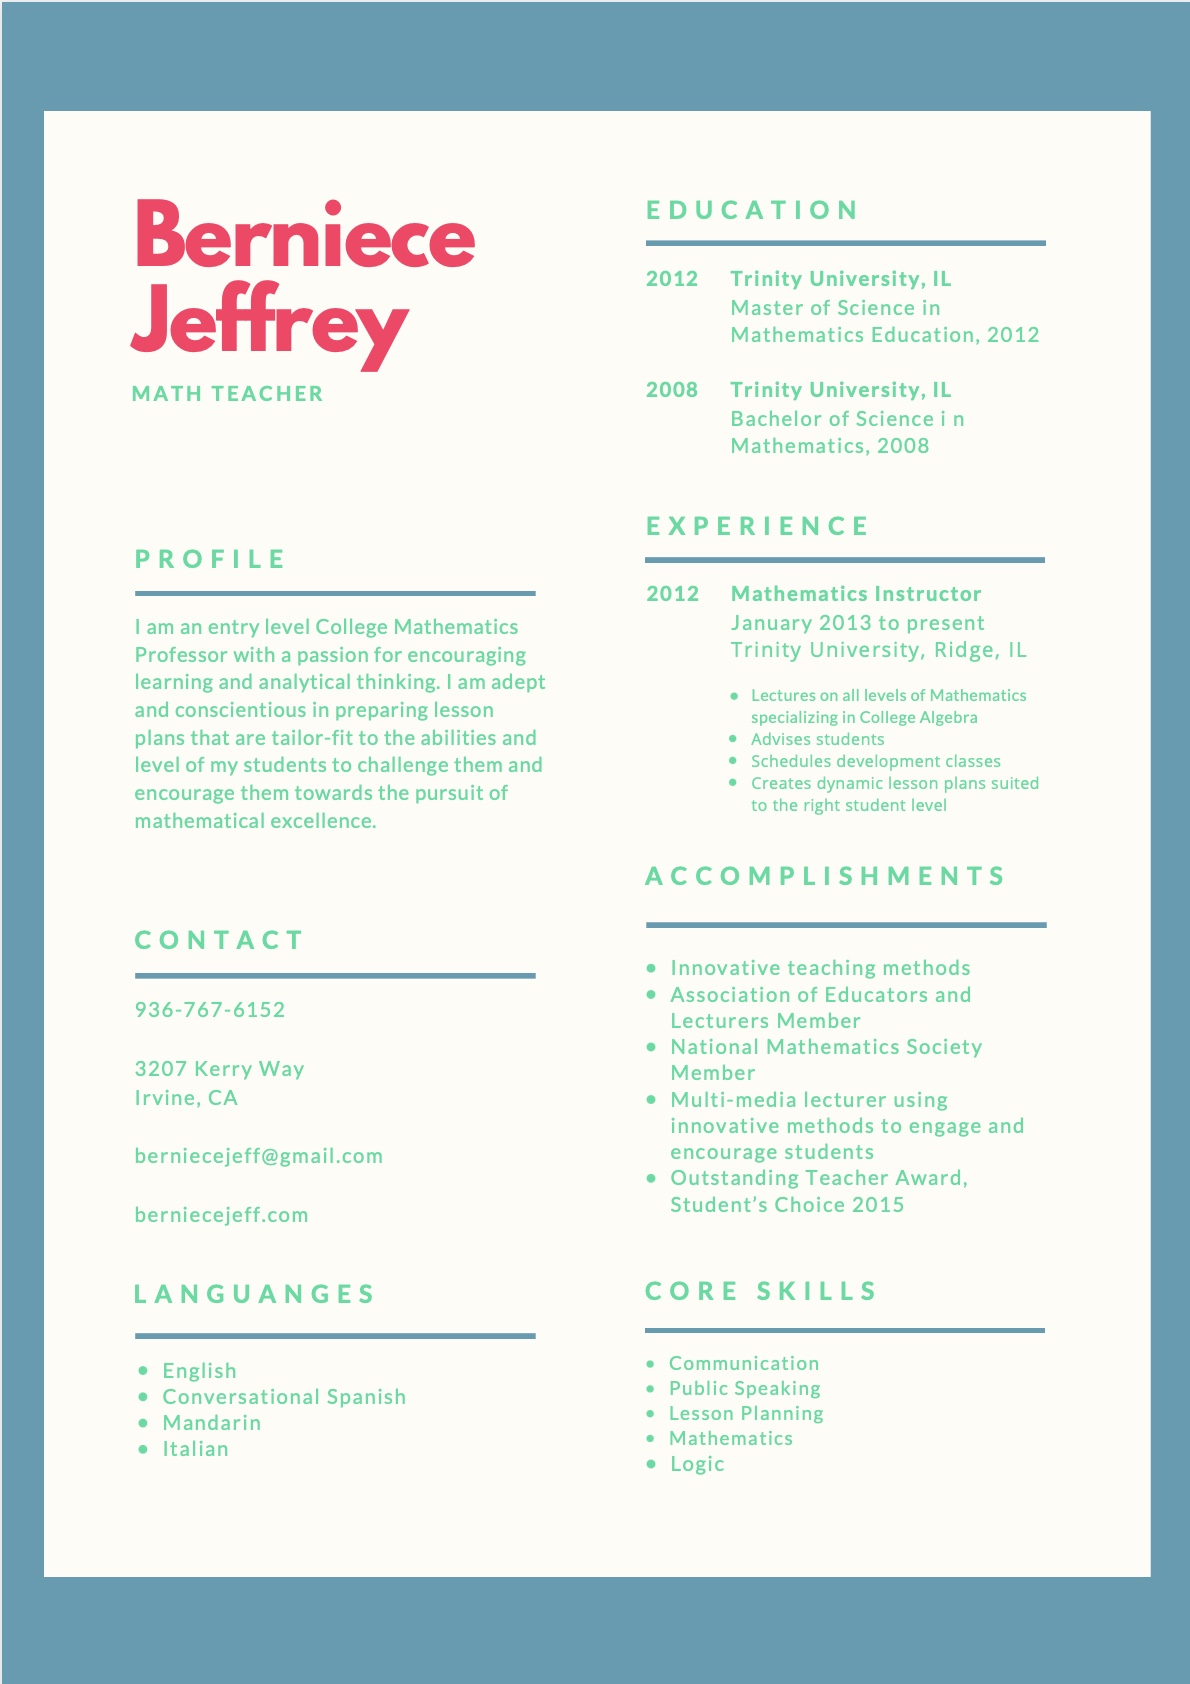 Berniece
Jeffrey
MATH TEACHER
PROFILE
I am an entry level College Mathematics
Professor with a passion for encouraging
learning and analytical thinking. I am adept
and conscientious in preparing lesson
plans that are tailor-fit to the abilities and
level of my students to challenge them and
encourage them towards the pursuit of
mathematical excellence.
CONTACT
936-767-6152
3207 Kerry Way
Irvine, CA
berniecejeff@gmail.com
berniecejeff.com
LANGUANGES
• English
• Conversational Spanish
• Mandarin
• Italian
EDUCATION
2012 Trinity University, IL
Master of Science in
Mathematics Education, 2012
2008 Trinity University, IL
Bachelor of Science i n
Mathematics, 2008
EXPERIENCE
2012 Mathematics Instructor
January 2013 to present
Trinity University, Ridge, IL
• Lectures on all levels of Mathematics
specializing in College Algebra
• Advises students
• Schedules development classes
• Creates dynamic lesson plans suited
to the right student level
ACCOMPLISHMENTS
• Innovative teaching methods
• Association of Educators and
Lecturers Member
• National Mathematics Society
Member
• Multi-media lecturer using
innovative methods to engage and
encourage students
• Outstanding Teacher Award,
Student’s Choice 2015
CORE SKILLS
• Communication
• Public Speaking
• Lesson Planning
• Mathematics
• Logic